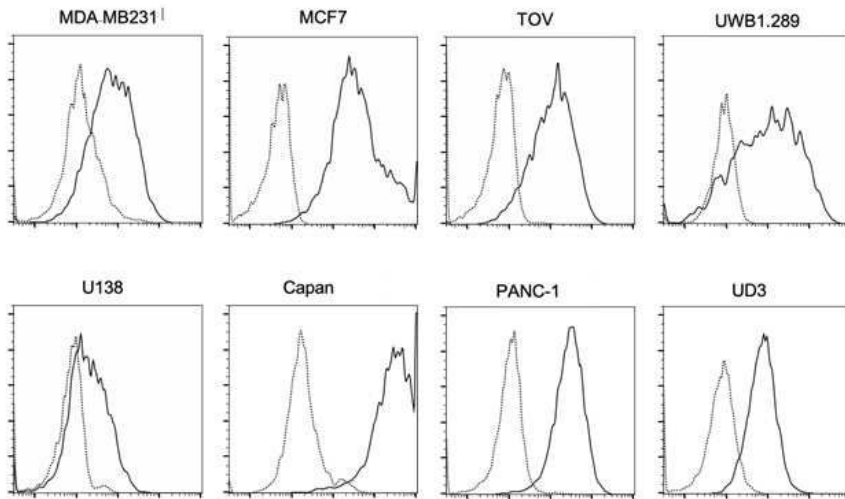 MDA MB231
MCF7
TOV
UWB1.289
U138
Capan
PANC-1
UD3